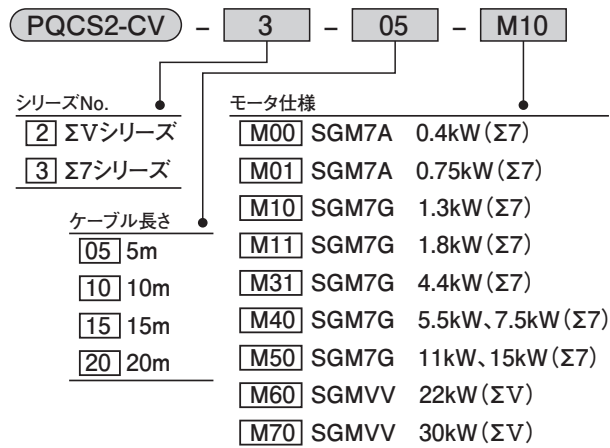 PQCS2-CV – 3 – 05 – M10
シリーズNo.
2 ΣVシリーズ
3 Σ7シリーズ
ケーブル長さ
05 5m
10 10m
15 15m
20 20m
モータ仕様
M00 SGM7A 0.4kW(Σ7)
M01 SGM7A 0.75kW(Σ7)
M10 SGM7G 1.3kW(Σ7)
M11 SGM7G 1.8kW(Σ7)
M31 SGM7G 4.4kW(Σ7)
M40 SGM7G 5.5kW、7.5kW(Σ7)
M50 SGM7G 11kW、15kW(Σ7)
M60 SGMVV 22kW(ΣV)
M70 SGMVV 30kW(ΣV)